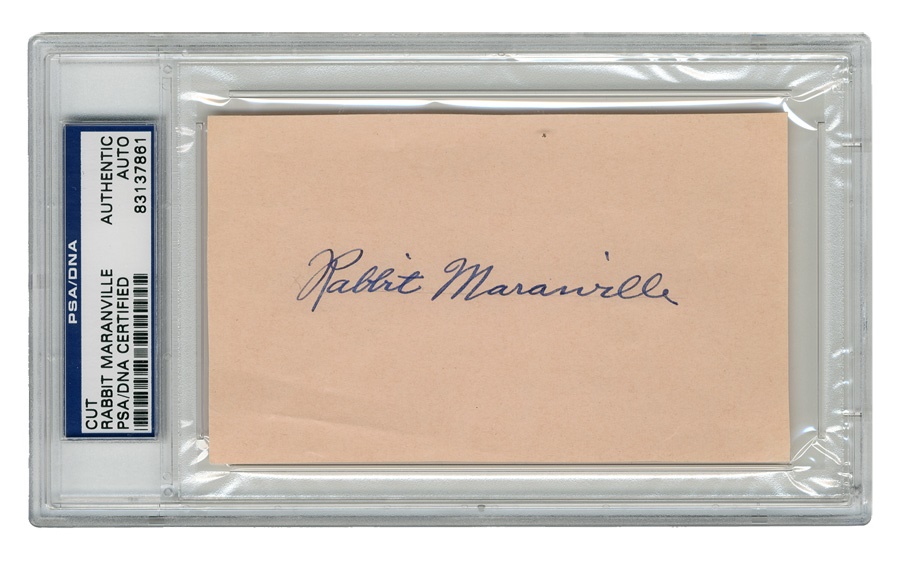 PSA/DNA
CUT
RABBIT MARANVILLE
PSA/DNA CERTIFIED
AUTHENTIC
AUTO
83137861
Rabbit Maranville